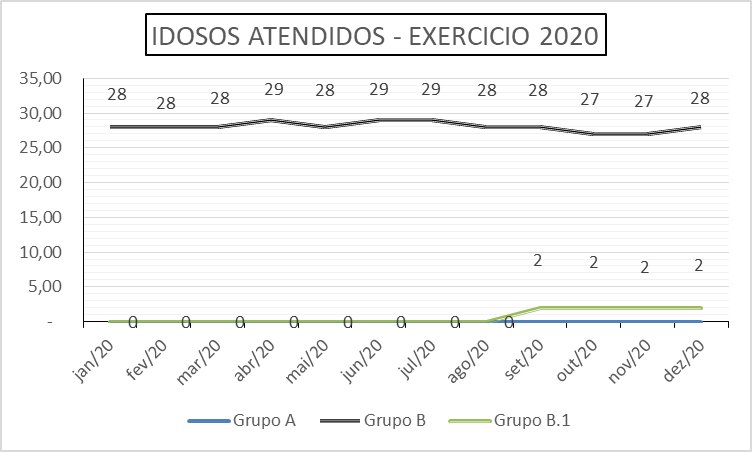 IDOSOS ATENDIDOS - EXERCICIO 2020
35,00
30,00
25,00
20,00
15,00
10,00
5,00
-
28 28 28 29 28 29 29 28 28 27 27 28
2 2 2 2
0 0 0 0 0 0 0 0
jan/20 fev/20 mar/20 abr/20 mai/20 jun/20 jul/20 ago/20 set/20 out/20 nov/20 dez/20
Grupo A Grupo B Grupo B.1